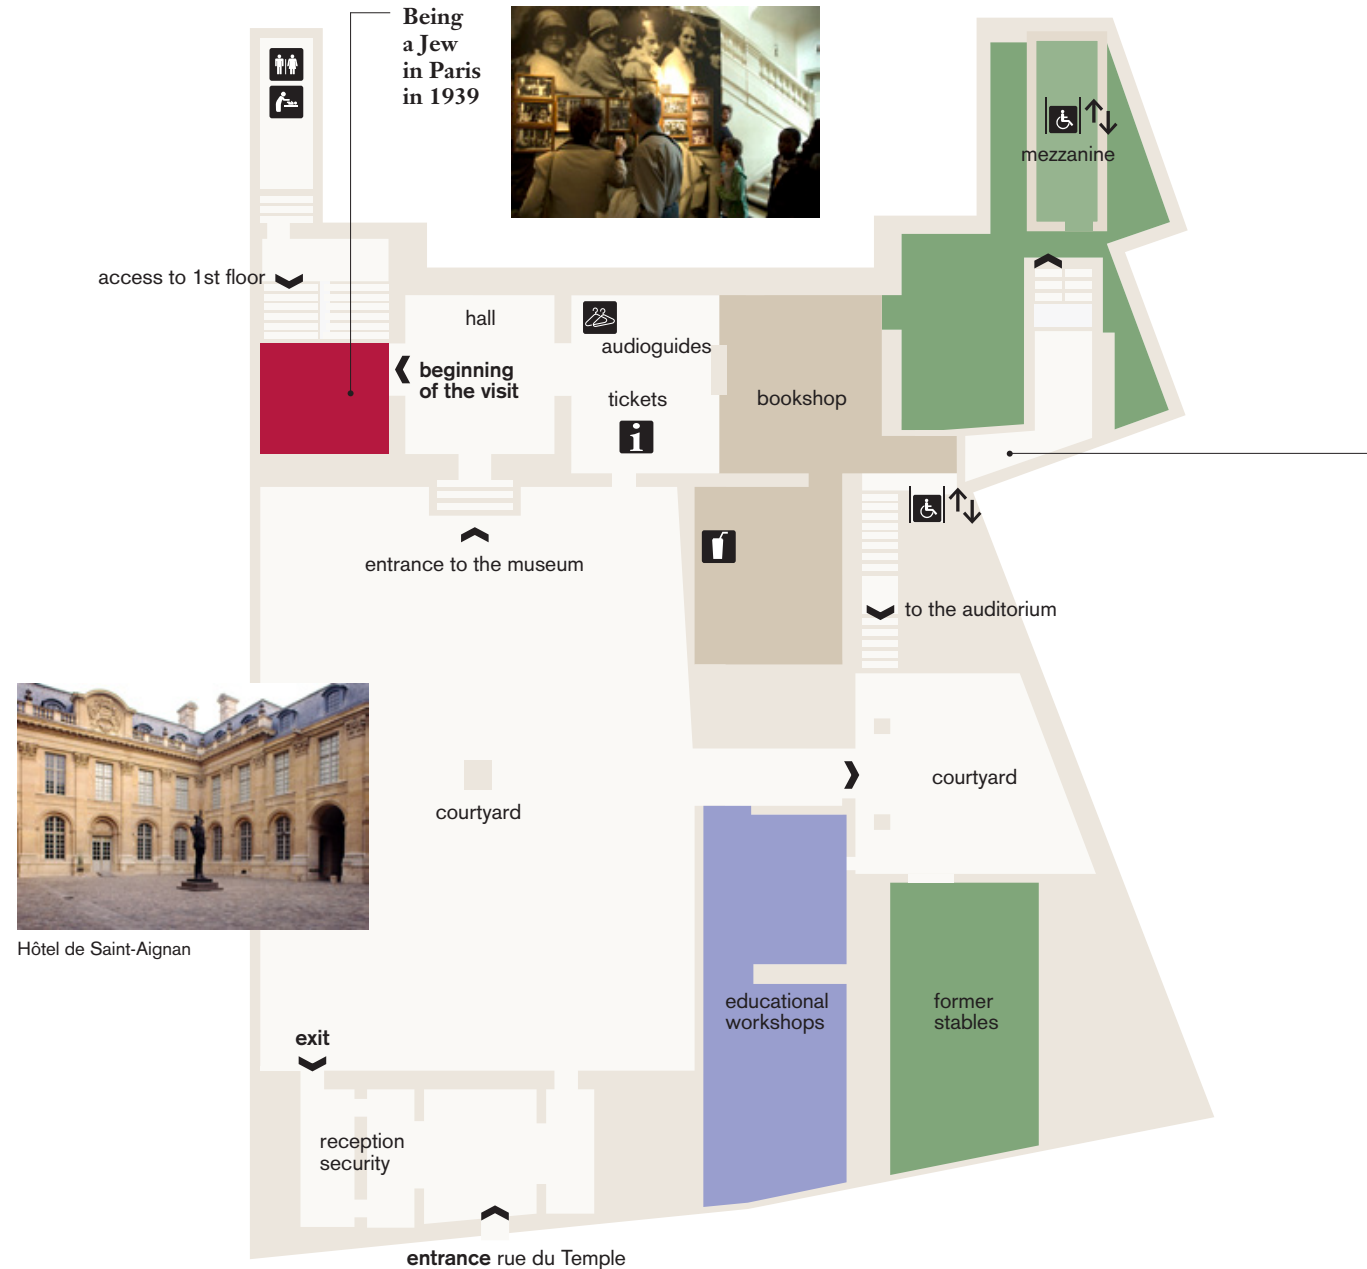 Being
a Jew
in Paris
in 1939
mezzanine
access to 1st floor
hall
audioguides
beginning
of the visit
tickets
bookshop
entrance to the museum
to the auditorium
courtyard
courtyard
Hôtel de Saint-Aignan
educational
workshops
former
stables
exit
reception
security
entrance rue du Temple